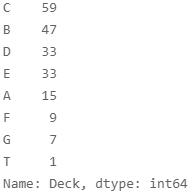 C    59
B    47
D    33
E    33
A    15
F     9
G     7
T     1
Name: Deck, dtype: int64